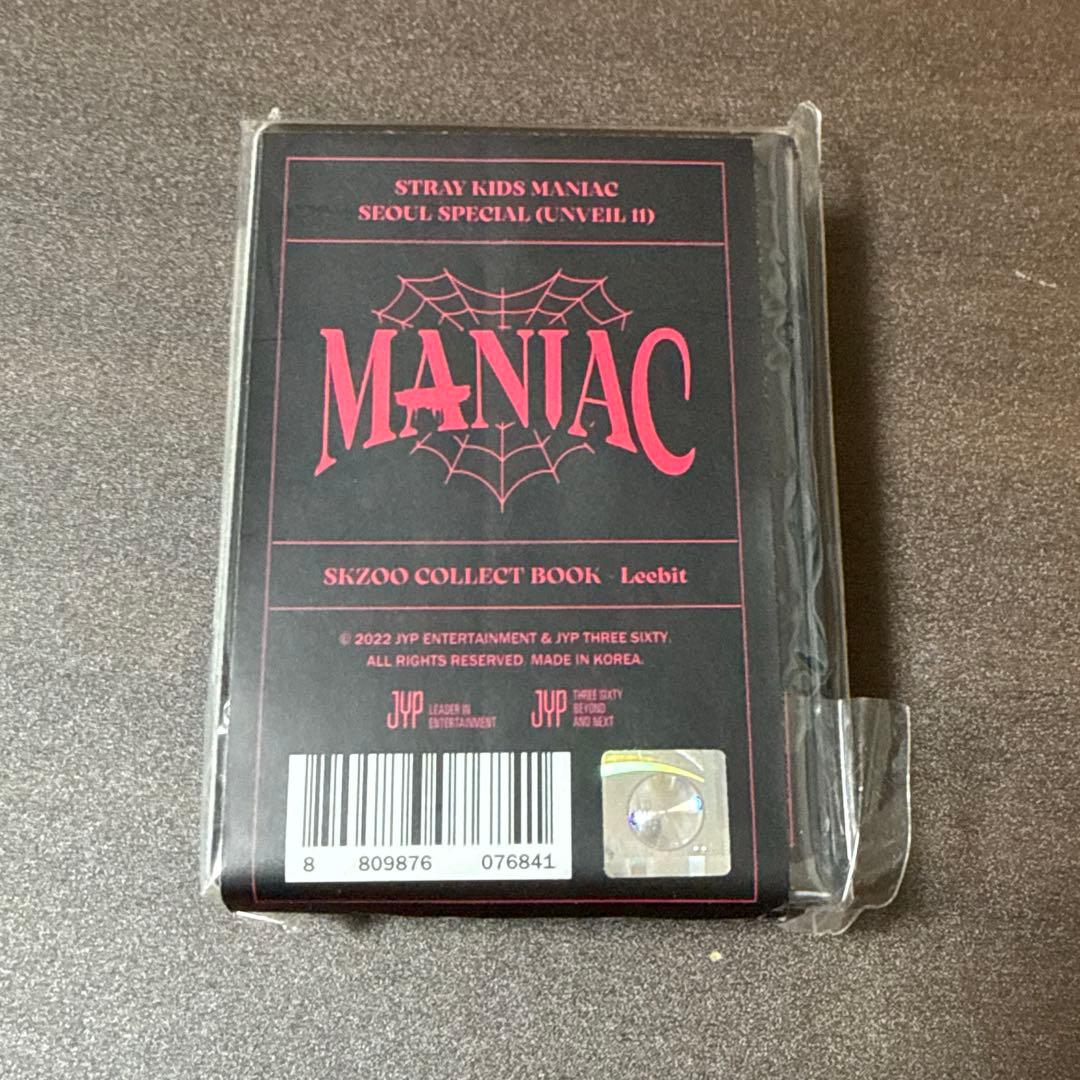 STRAY KIDS MANIAC
SEOUL SPECIAL (UNVEIL 11)
MANIAC
SKZOO COLLECT BOOK - Leebit
© 2022 JYP ENTERTAINMENT & JYP THREE SIXTY.
ALL RIGHTS RESERVED. MADE IN KOREA.
JYP LEADER IN ENTERTAINMENT
JYP THREE SIXTY BEYOND AND NEXT
8 809876 076841